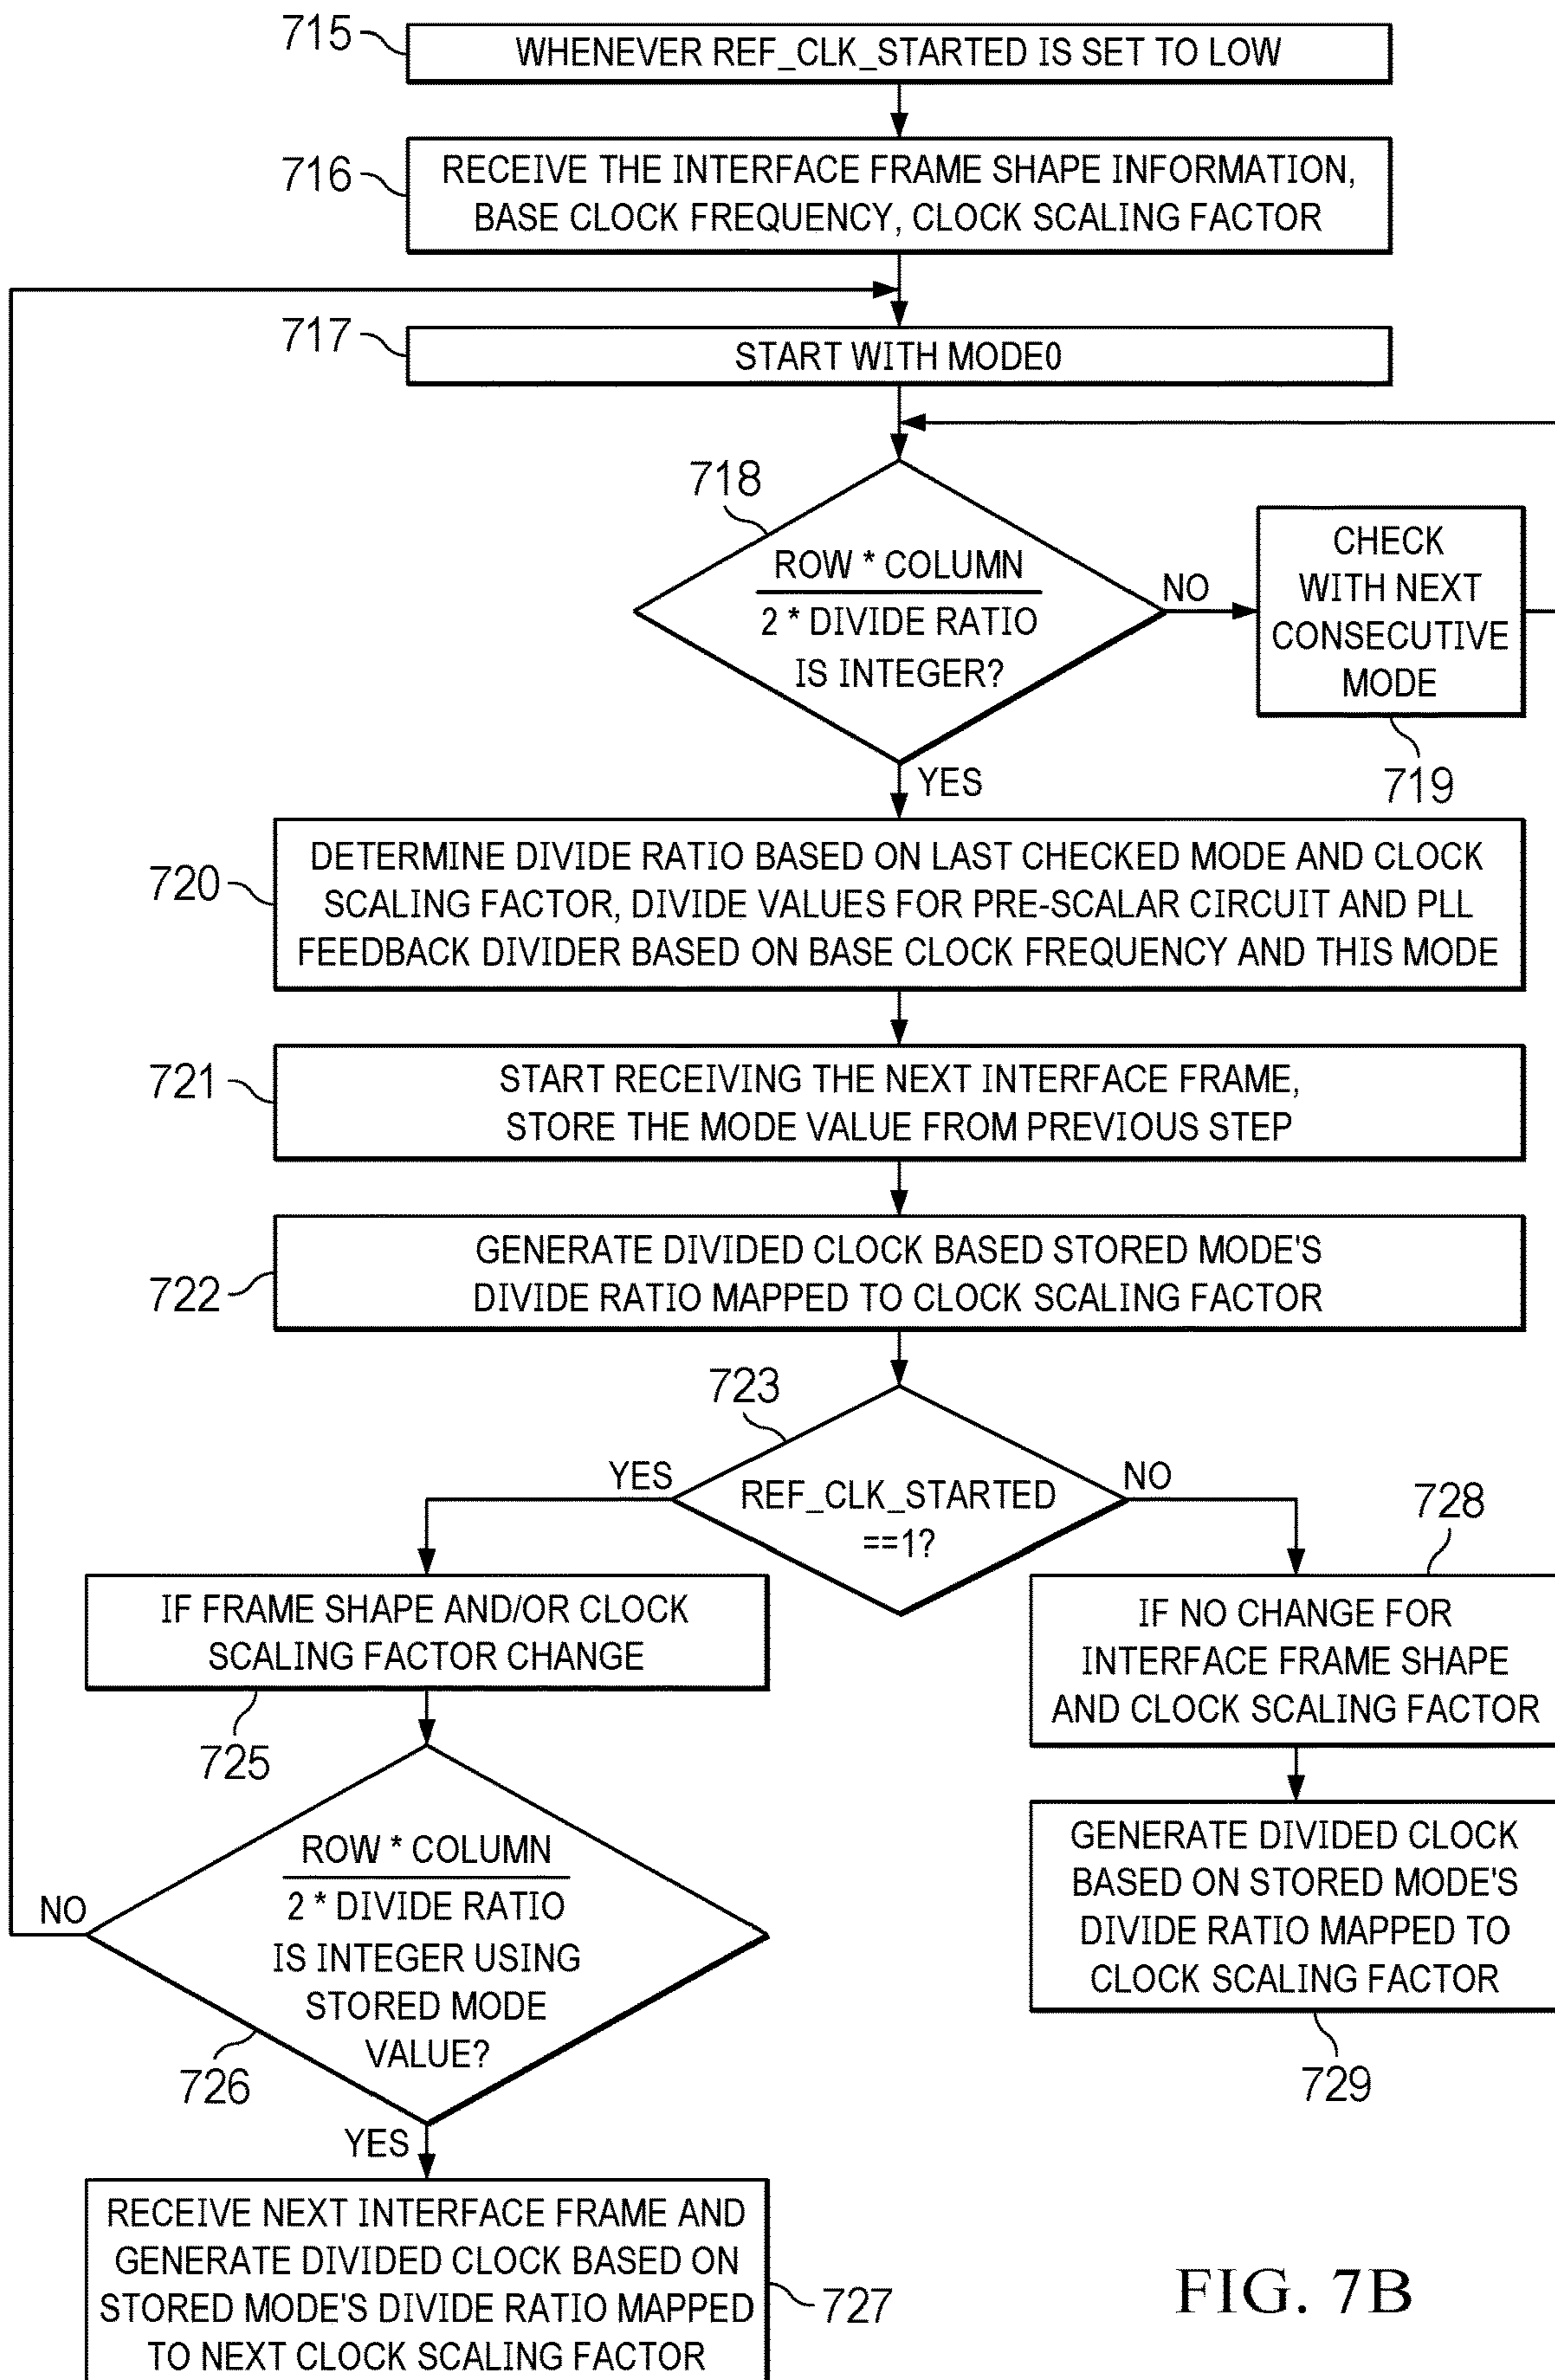 715
WHENEVER REF_CLK_STARTED IS SET TO LOW
716
RECEIVE THE INTERFACE FRAME SHAPE INFORMATION,
BASE CLOCK FREQUENCY, CLOCK SCALING FACTOR
717
START WITH MODE0
718
ROW * COLUMN
2 * DIVIDE RATIO
IS INTEGER?
NO
CHECK
WITH NEXT
CONSECUTIVE
MODE
719
YES
720
DETERMINE DIVIDE RATIO BASED ON LAST CHECKED MODE AND CLOCK
SCALING FACTOR, DIVIDE VALUES FOR PRE-SCALAR CIRCUIT AND PLL
FEEDBACK DIVIDER BASED ON BASE CLOCK FREQUENCY AND THIS MODE
721
START RECEIVING THE NEXT INTERFACE FRAME,
STORE THE MODE VALUE FROM PREVIOUS STEP
722
GENERATE DIVIDED CLOCK BASED STORED MODE'S
DIVIDE RATIO MAPPED TO CLOCK SCALING FACTOR
723
REF_CLK_STARTED
==1?
YES
NO
725
IF FRAME SHAPE AND/OR CLOCK
SCALING FACTOR CHANGE
726
ROW * COLUMN
2 * DIVIDE RATIO
IS INTEGER USING
STORED MODE
VALUE?
NO
YES
RECEIVE NEXT INTERFACE FRAME AND
GENERATE DIVIDED CLOCK BASED ON
STORED MODE'S DIVIDE RATIO MAPPED
TO NEXT CLOCK SCALING FACTOR
727
728
IF NO CHANGE FOR
INTERFACE FRAME SHAPE
AND CLOCK SCALING FACTOR
GENERATE DIVIDED CLOCK
BASED ON STORED MODE'S
DIVIDE RATIO MAPPED TO
CLOCK SCALING FACTOR
729
FIG. 7B